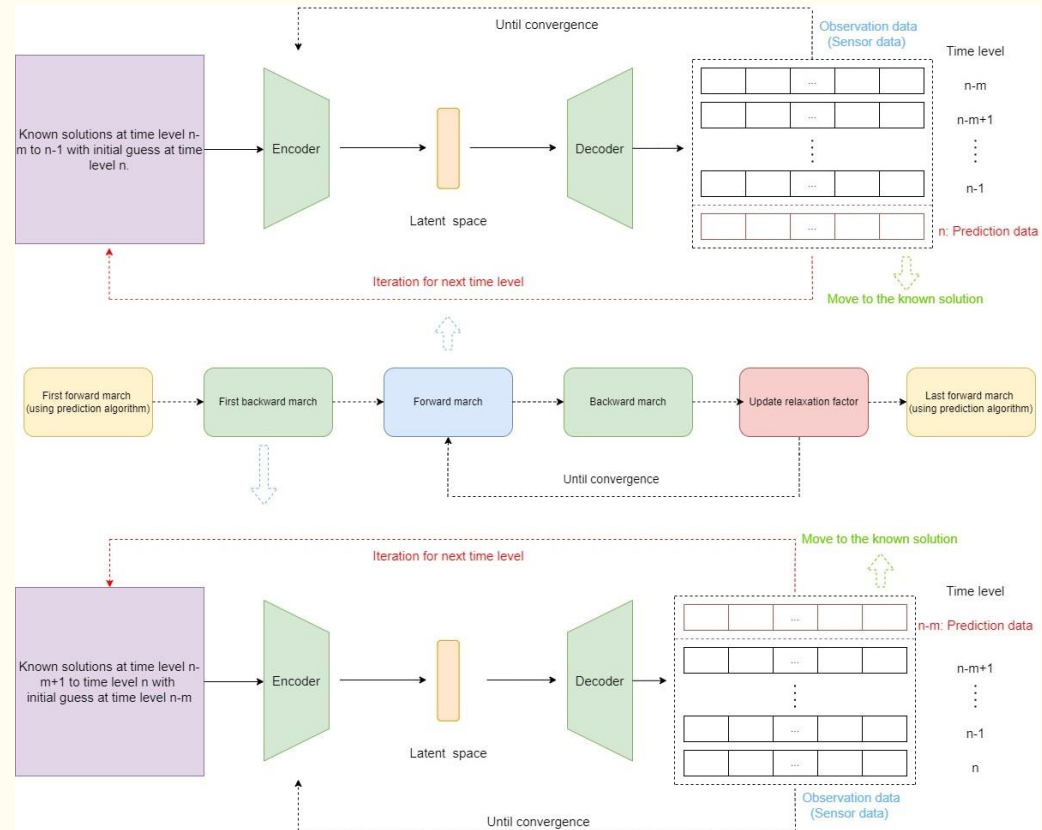 Until convergence
Observation data
(Sensor data)
Time level
...
n-m
Known solutions at time level n-
m to n-1 with initial guess at time
level n.
Encoder
Latent space
Decoder
...
n-m+1
...
n-1
...
n: Prediction data
Iteration for next time level
Move to the known solution
First forward march
(using prediction algorithm)
First backward march
Forward march
Backward march
Update relaxation factor
Last forward march
(using prediction algorithm)
Until convergence
Move to the known solution
Iteration for next time level
Time level
...
n-m: Prediction data
Known solutions at time level n-
m+1 to time level n with
initial guess at time level n-m
Encoder
Latent space
Decoder
...
n-m+1
...
n-1
...
n
Observation data
(Sensor data)
Until convergence